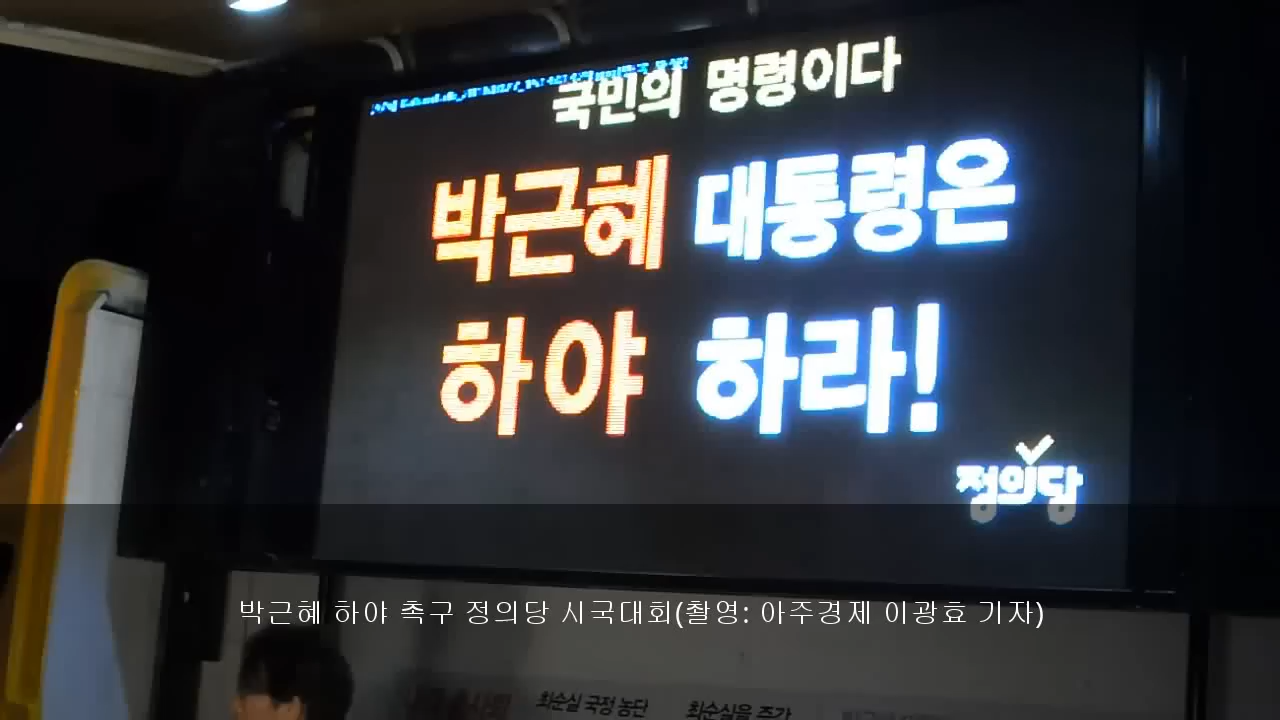 국민의 명령이다
박근혜 대통령은
하야 하라!
정의당
박근혜 하야 촉구 정의당 시국대회(촬영: 아주경제 이광효 기자)
최순실 국정 농단
최순실을 즉각